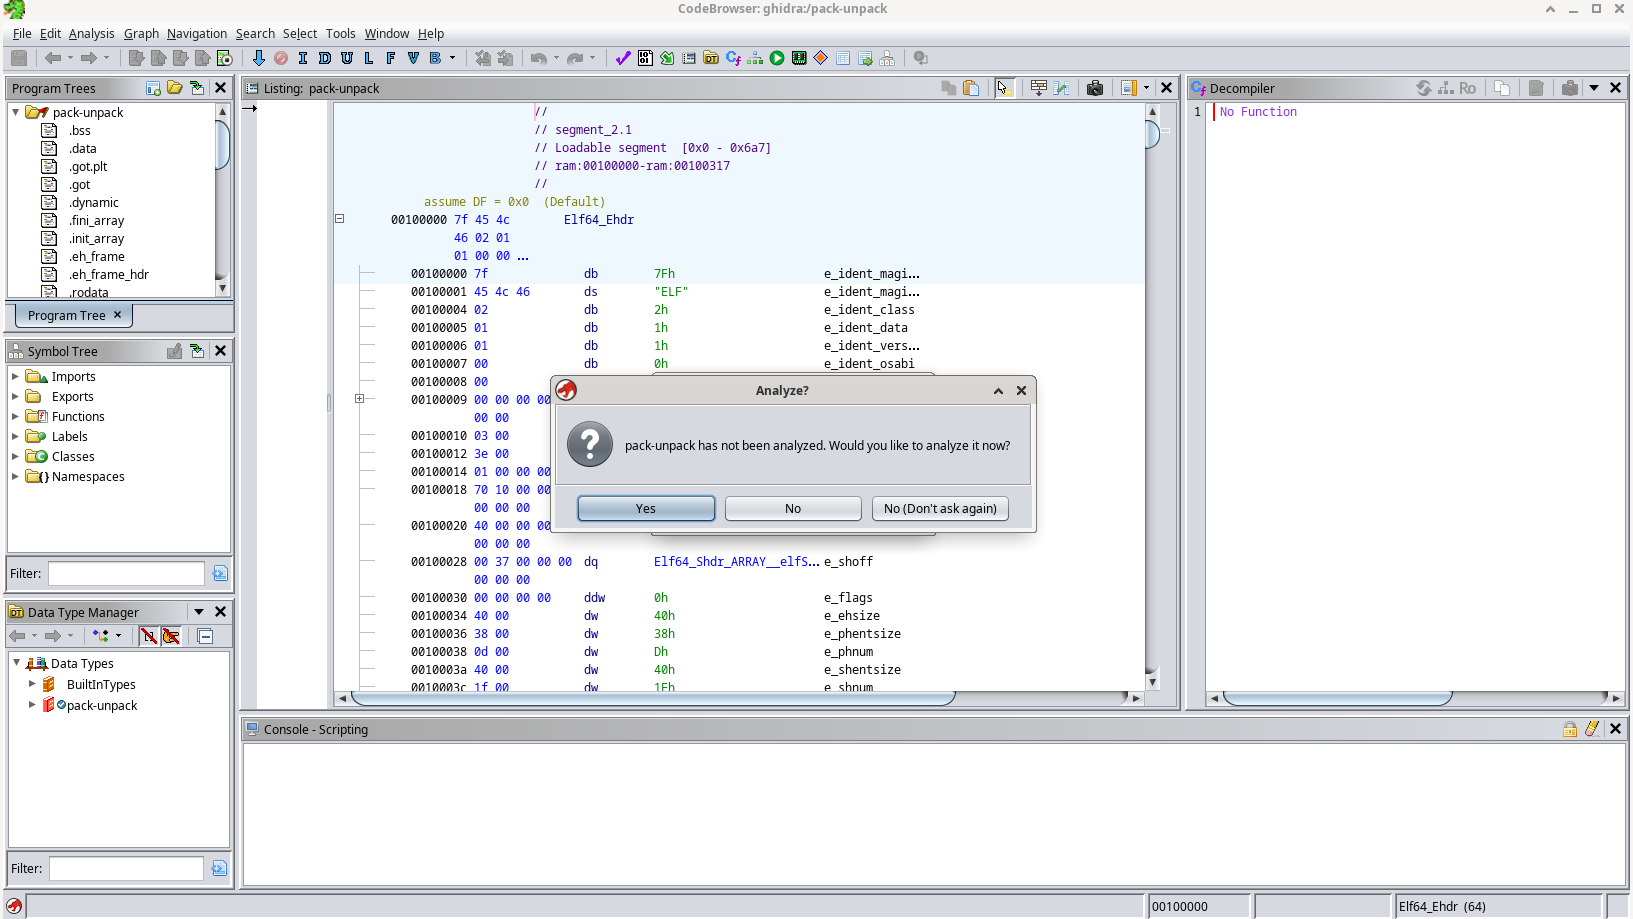 CodeBrowser: ghidra:/pack-unpack
File Edit Analysis Graph Navigation Search Select Tools Window Help
I D U L F V B
Program Trees
pack-unpack
.bss
.data
.got.plt
.got
.dynamic
.fini_array
.init_array
.eh_frame
.eh_frame_hdr
.rodata
Program Tree
Symbol Tree
Imports
Exports
Functions
Labels
Classes
Namespaces
Filter:
Data Type Manager
Data Types
BuiltInTypes
pack-unpack
Filter:
Listing: pack-unpack
//
// segment_2.1
// Loadable segment [0x0 - 0x6a7]
// ram:00100000-ram:00100317
//
assume DF = 0x0 (Default)
00100000 7f 45 4c Elf64_Ehdr
46 02 01
01 00 00 ...
00100000 7f db 7Fh e_ident_magi...
00100001 45 4c 46 ds "ELF" e_ident_magi...
00100004 02 db 2h e_ident_class
00100005 01 db 1h e_ident_data
00100006 01 db 1h e_ident_vers...
00100007 00 db 0h e_ident_osabi
00100008 00
00100009 00 00 00 00
00 00
00100010 03 00
00100012 3e 00
00100014 01 00 00 00
00100018 70 10 00 00
00 00 00
00100020 40 00 00 00
00 00 00
00100028 00 37 00 00 00 dq Elf64_Shdr_ARRAY__elfS... e_shoff
00 00 00
00100030 00 00 00 00 ddw 0h e_flags
00100034 40 00 dw 40h e_ehsize
00100036 38 00 dw 38h e_phentsize
00100038 0d 00 dw Dh e_phnum
0010003a 40 00 dw 40h e_shentsize
0010003c 1f 00 dw 1Fh e_shnum
Analyze?
pack-unpack has not been analyzed. Would you like to analyze it now?
Yes No No (Don't ask again)
Decompiler
Ro
1 No Function
Console - Scripting
00100000
Elf64_Ehdr (64)